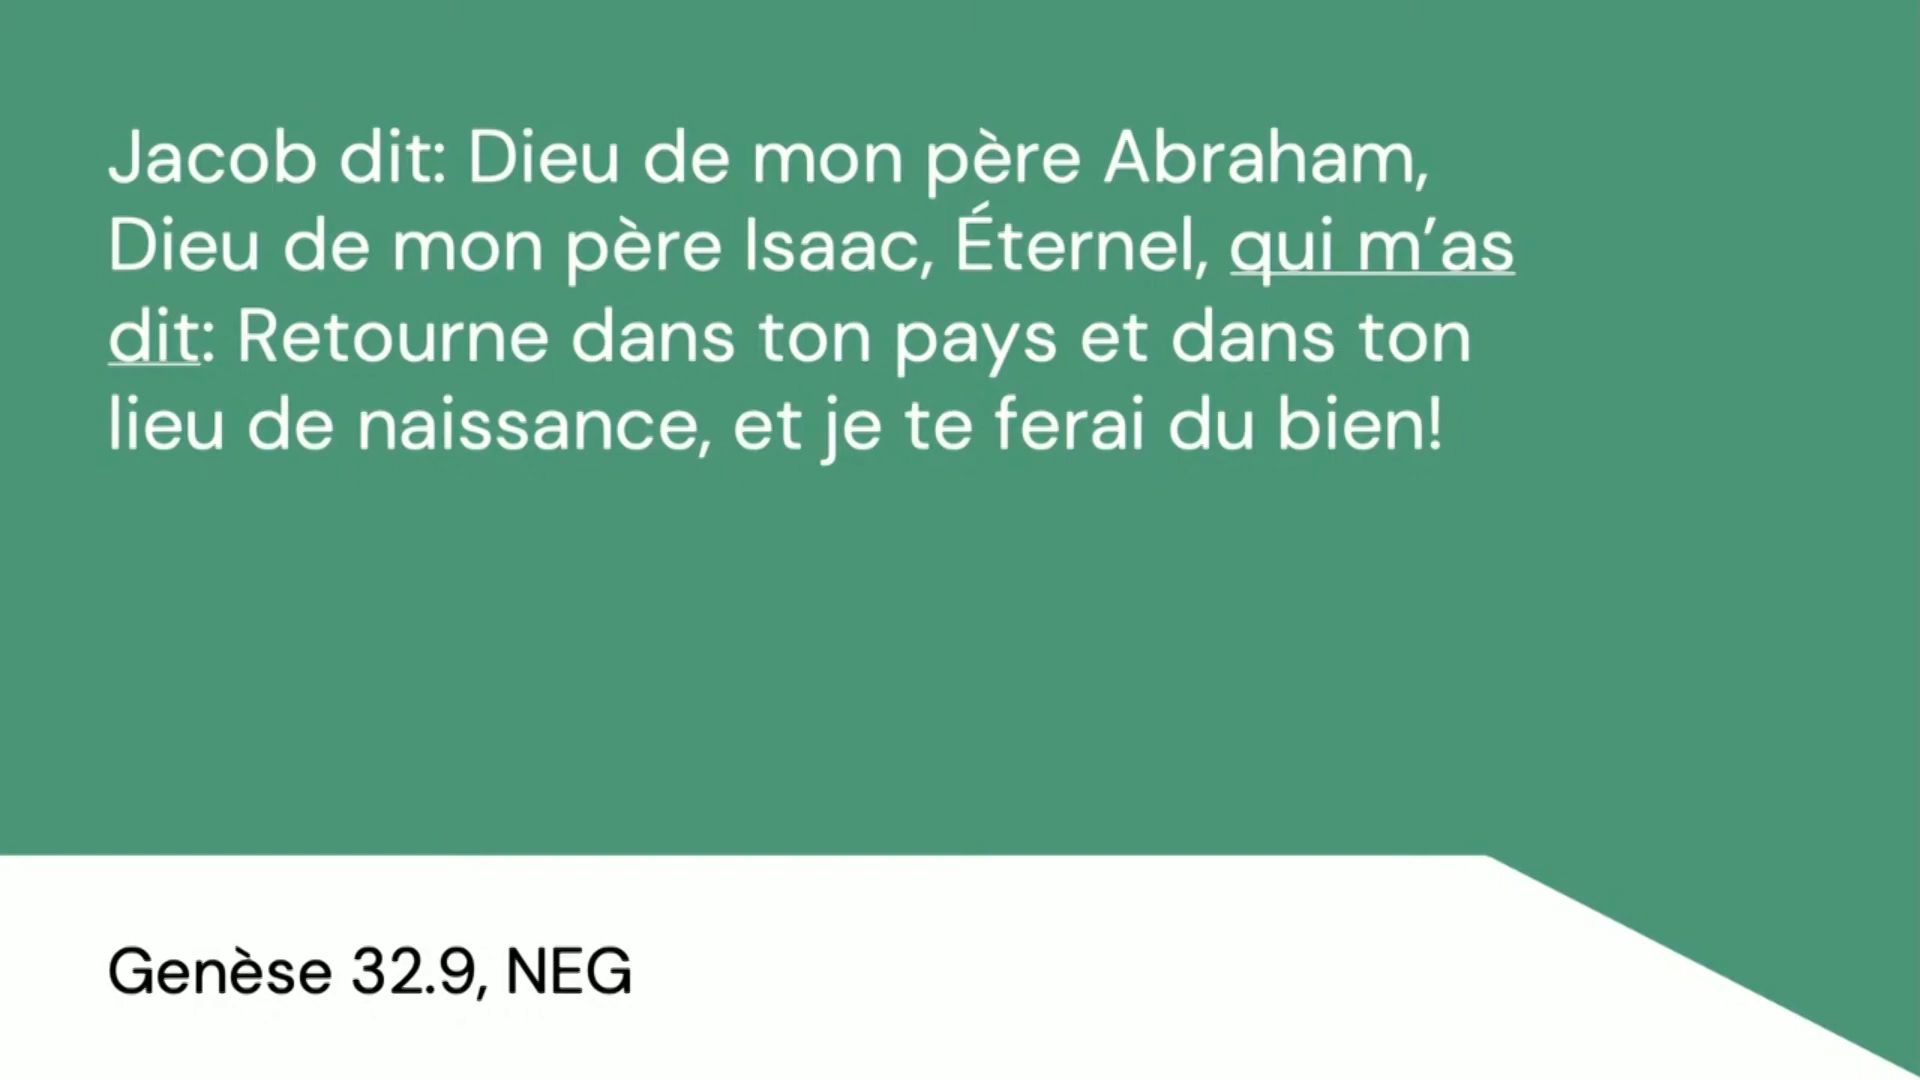 Jacob dit: Dieu de mon père Abraham,
Dieu de mon père Isaac, Éternel, qui m’as
dit: Retourne dans ton pays et dans ton
lieu de naissance, et je te ferai du bien!
Genèse 32.9, NEG